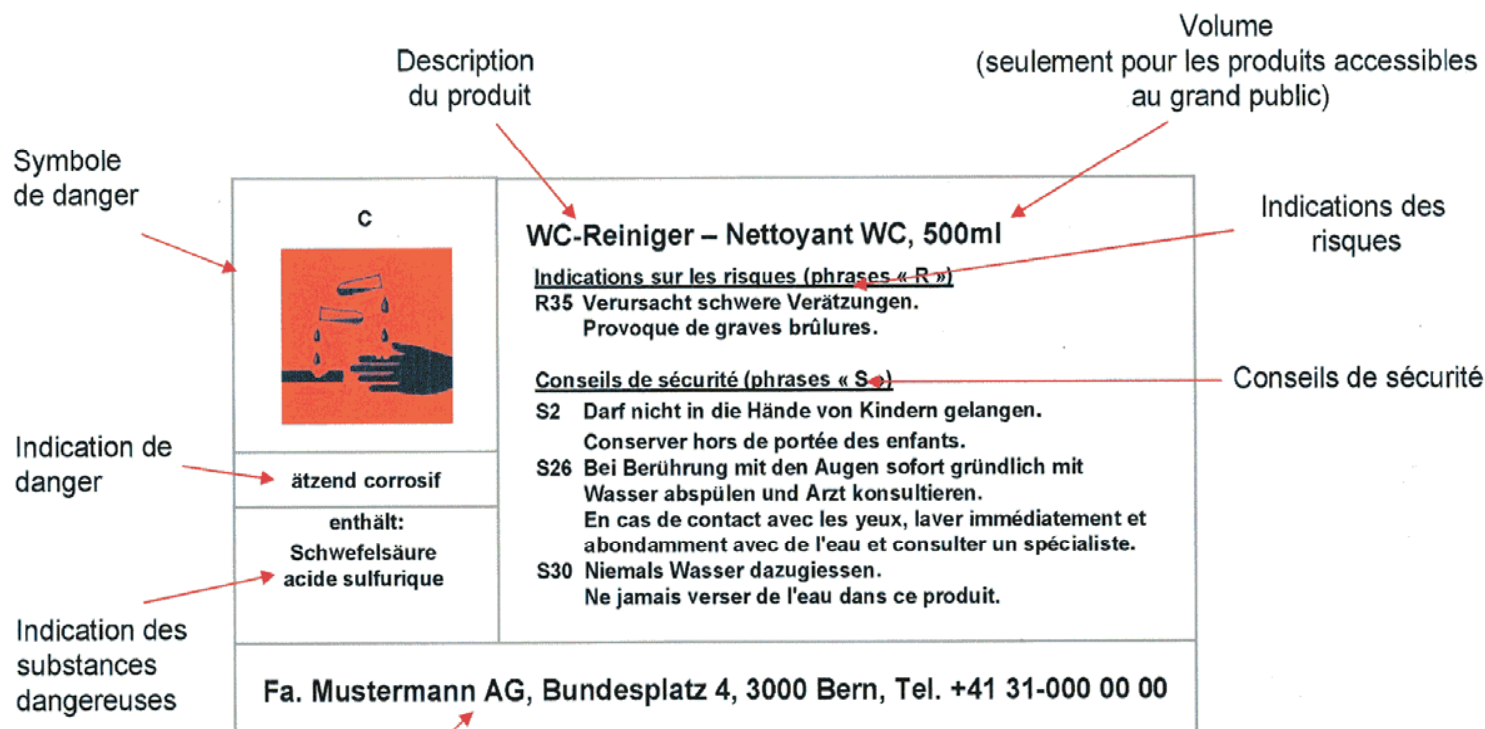 Volume
(seulement pour les produits accessibles
au grand public)
Description
du produit
Symbole
de danger
Indications des
risques
C
WC-Reiniger – Nettoyant WC, 500ml
Indications sur les risques (phrases « R »)
R35 Verursacht schwere Verätzungen.
Provoque de graves brûlures.
Conseils de sécurité (phrases « S »)
Conseils de sécurité
S2 Darf nicht in die Hände von Kindern gelangen.
Conserver hors de portée des enfants.
S26 Bei Berührung mit den Augen sofort gründlich mit
Wasser abspülen und Arzt konsultieren.
En cas de contact avec les yeux, laver immédiatement et
abondamment avec de l'eau et consulter un spécialiste.
S30 Niemals Wasser dazugiessen.
Ne jamais verser de l'eau dans ce produit.
Indication de
danger
ätzend corrosif
enthält:
Schwefelsäure
acide sulfurique
Indication des
substances
dangereuses
Fa. Mustermann AG, Bundesplatz 4, 3000 Bern, Tel. +41 31-000 00 00